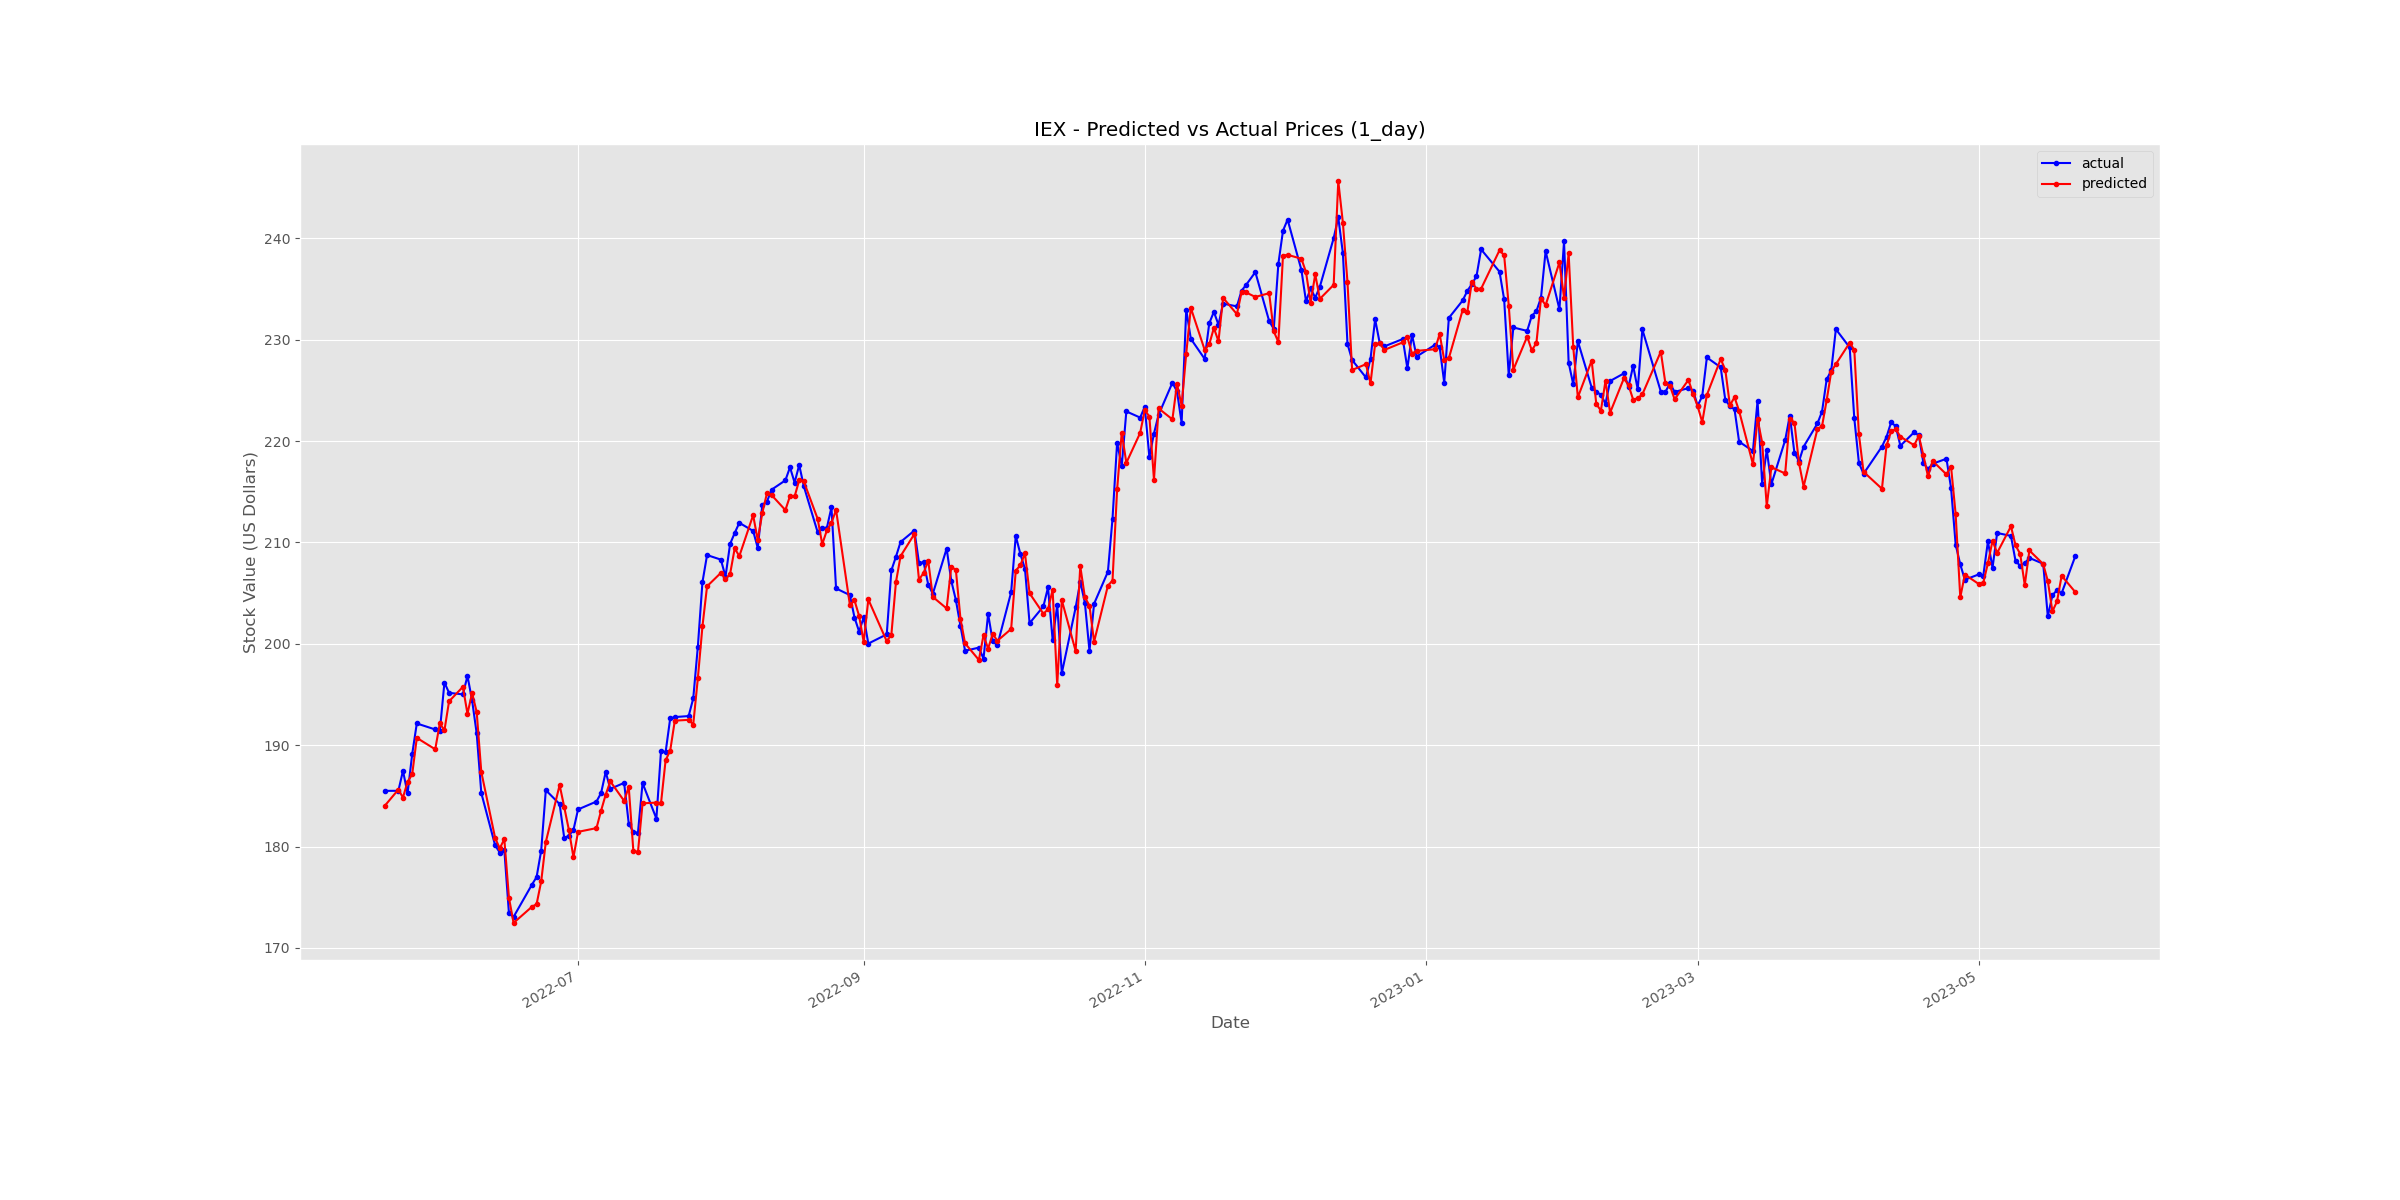 IEX - Predicted vs Actual Prices (1_day)
actual
predicted
240
230
220
210
200
190
180
170
Stock Value (US Dollars)
2022-07
2022-09
2022-11
2023-01
2023-03
2023-05
Date